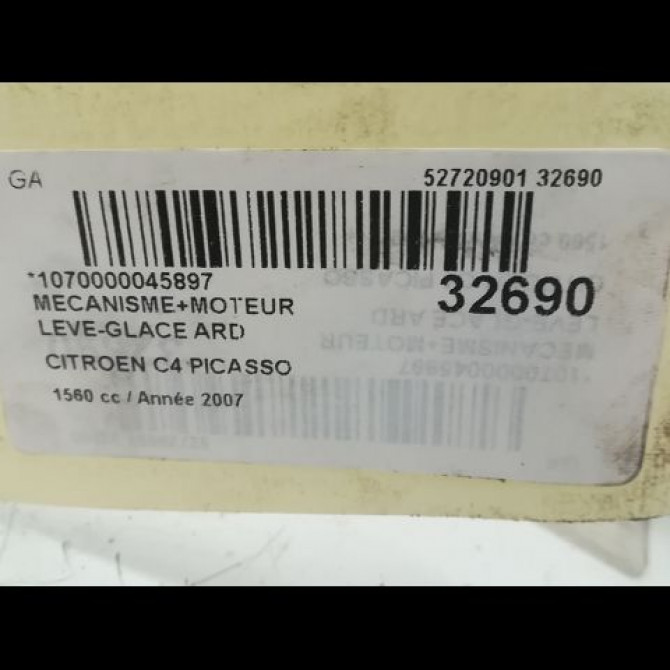 GA 52720901 32690
*1070000045897
32690
MECANISME+MOTEUR
LEVE-GLACE ARD
CITROEN C4 PICASSO
1560 cc / Année 2007